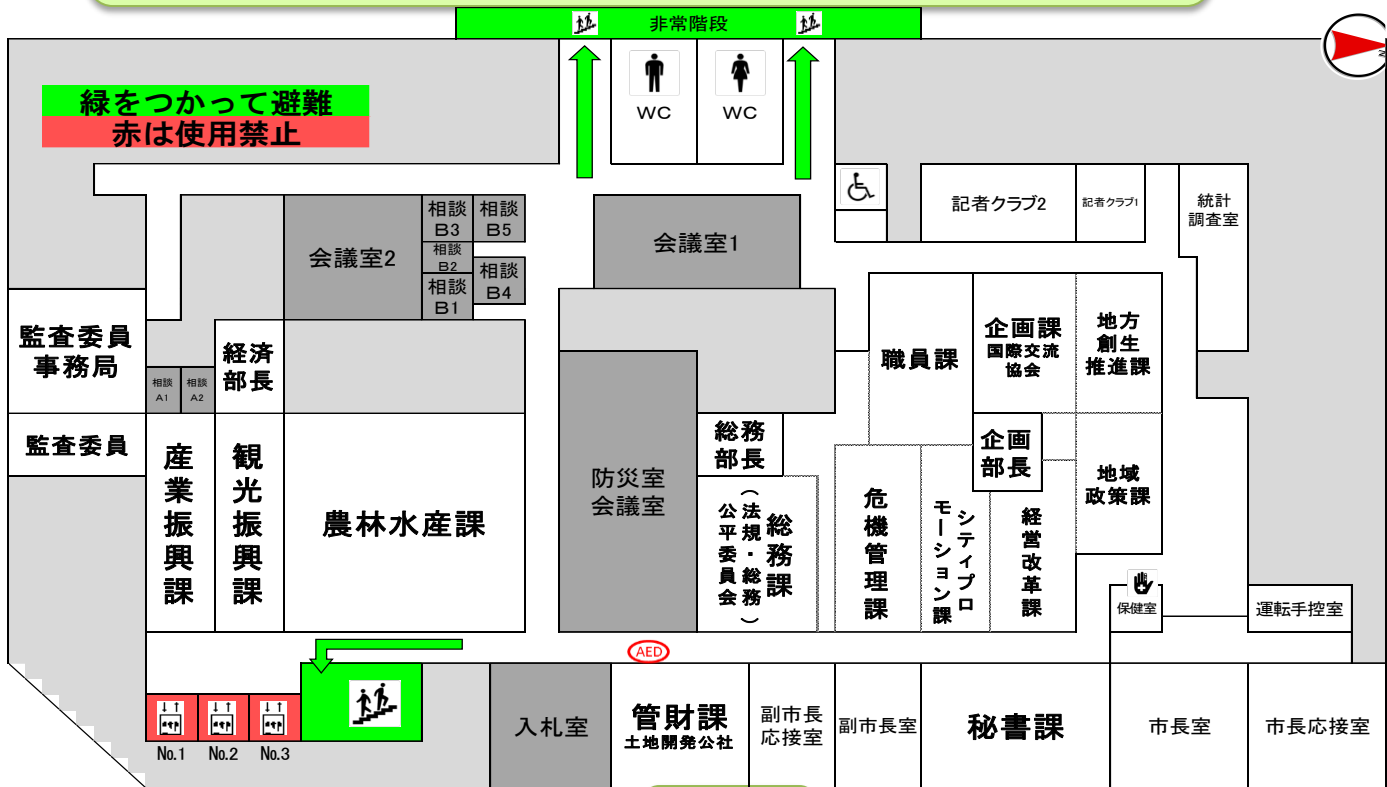 非常階段
N
緑をつかって避難
赤は使用禁止
WC
WC
記者クラブ2
記者クラブ1
統計
調査室
会議室2
相談
B3
相談
B5
相談
B2
相談
B4
相談
B1
会議室1
監査委員
事務局
経済
部長
相談
A1
相談
A2
職員課
企画課
国際交流
協会
地方
創生
推進課
監査委員
産業振興課
観光振興課
農林水産課
防災室
会議室
総務
部長
総務課
(法規・総務)
公平委員会
危機管理課
シティプロ
モーション課
企画
部長
経営改革課
地域
政策課
保健室
運転手控室
AED
No.1
No.2
No.3
入札室
管財課
土地開発公社
副市長
応接室
副市長室
秘書課
市長室
市長応接室